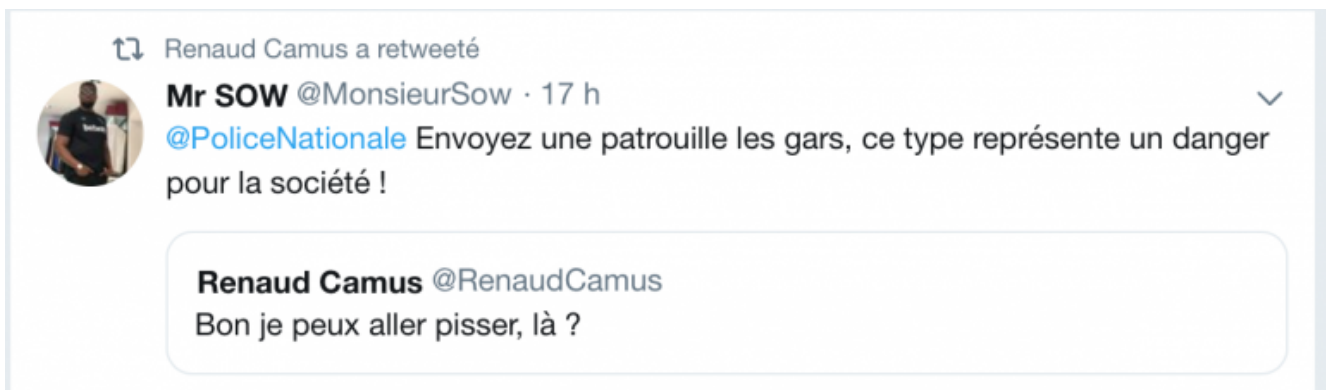 Renaud Camus a retweeté
Mr SOW @MonsieurSow · 17 h
@PoliceNationale Envoyez une patrouille les gars, ce type représente un danger
pour la société !
Renaud Camus @RenaudCamus
Bon je peux aller pisser, là ?